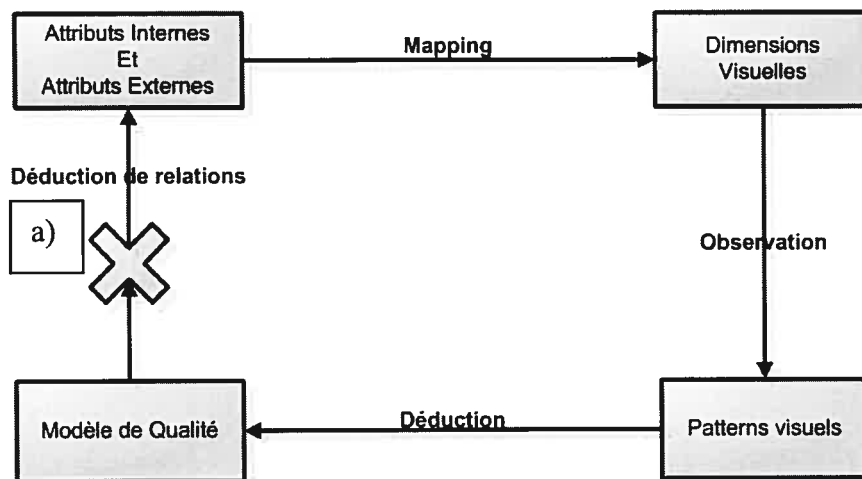 Attributs Internes
Et
Attributs Externes
Mapping
Dimensions
Visuelles
Déduction de relations
a)
Observation
Modèle de Qualité
Déduction
Patterns visuels